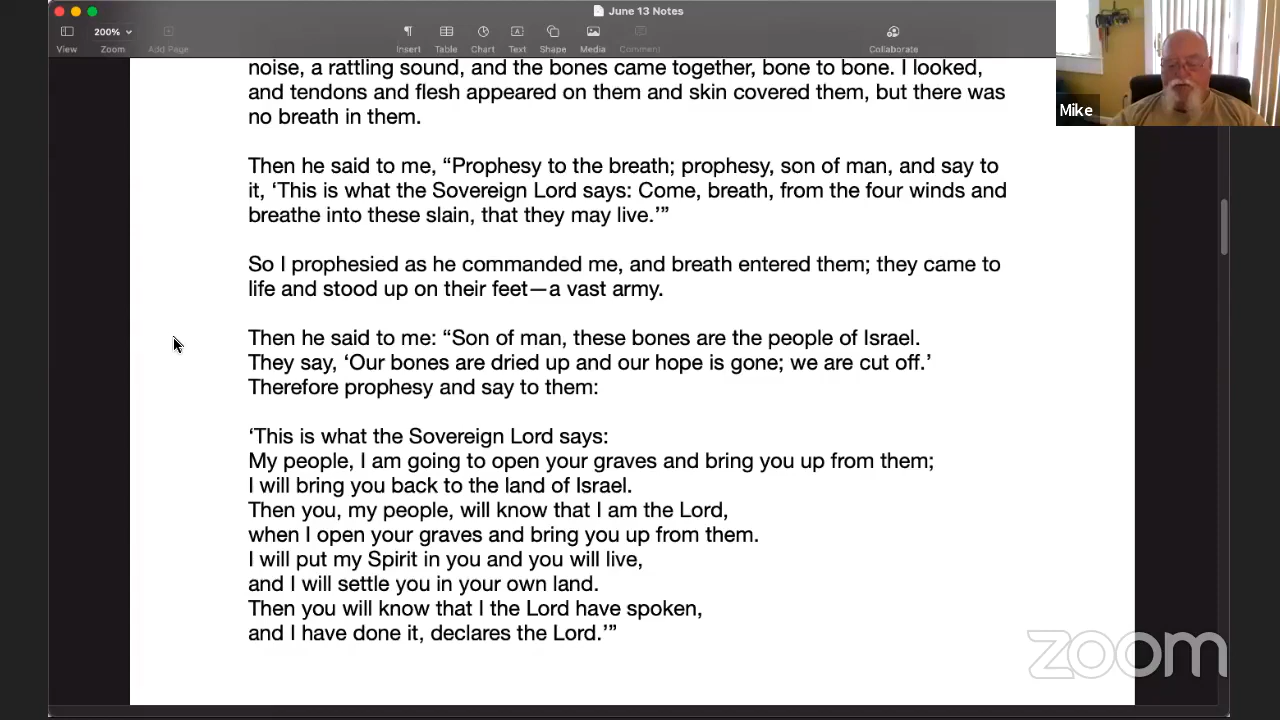 June 13 Notes
View
200%
Zoom
Add Page
Insert
Table
Chart
Text
Shape
Media
Comment
Collaborate
Mike
noise, a rattling sound, and the bones came together, bone to bone. I looked,
and tendons and flesh appeared on them and skin covered them, but there was
no breath in them.
Then he said to me, “Prophesy to the breath; prophesy, son of man, and say to
it, ‘This is what the Sovereign Lord says: Come, breath, from the four winds and
breathe into these slain, that they may live.’”
So I prophesied as he commanded me, and breath entered them; they came to
life and stood up on their feet—a vast army.
Then he said to me: “Son of man, these bones are the people of Israel.
They say, ‘Our bones are dried up and our hope is gone; we are cut off.’
Therefore prophesy and say to them:
‘This is what the Sovereign Lord says:
My people, I am going to open your graves and bring you up from them;
I will bring you back to the land of Israel.
Then you, my people, will know that I am the Lord,
when I open your graves and bring you up from them.
I will put my Spirit in you and you will live,
and I will settle you in your own land.
Then you will know that I the Lord have spoken,
and I have done it, declares the Lord.’”
zoom